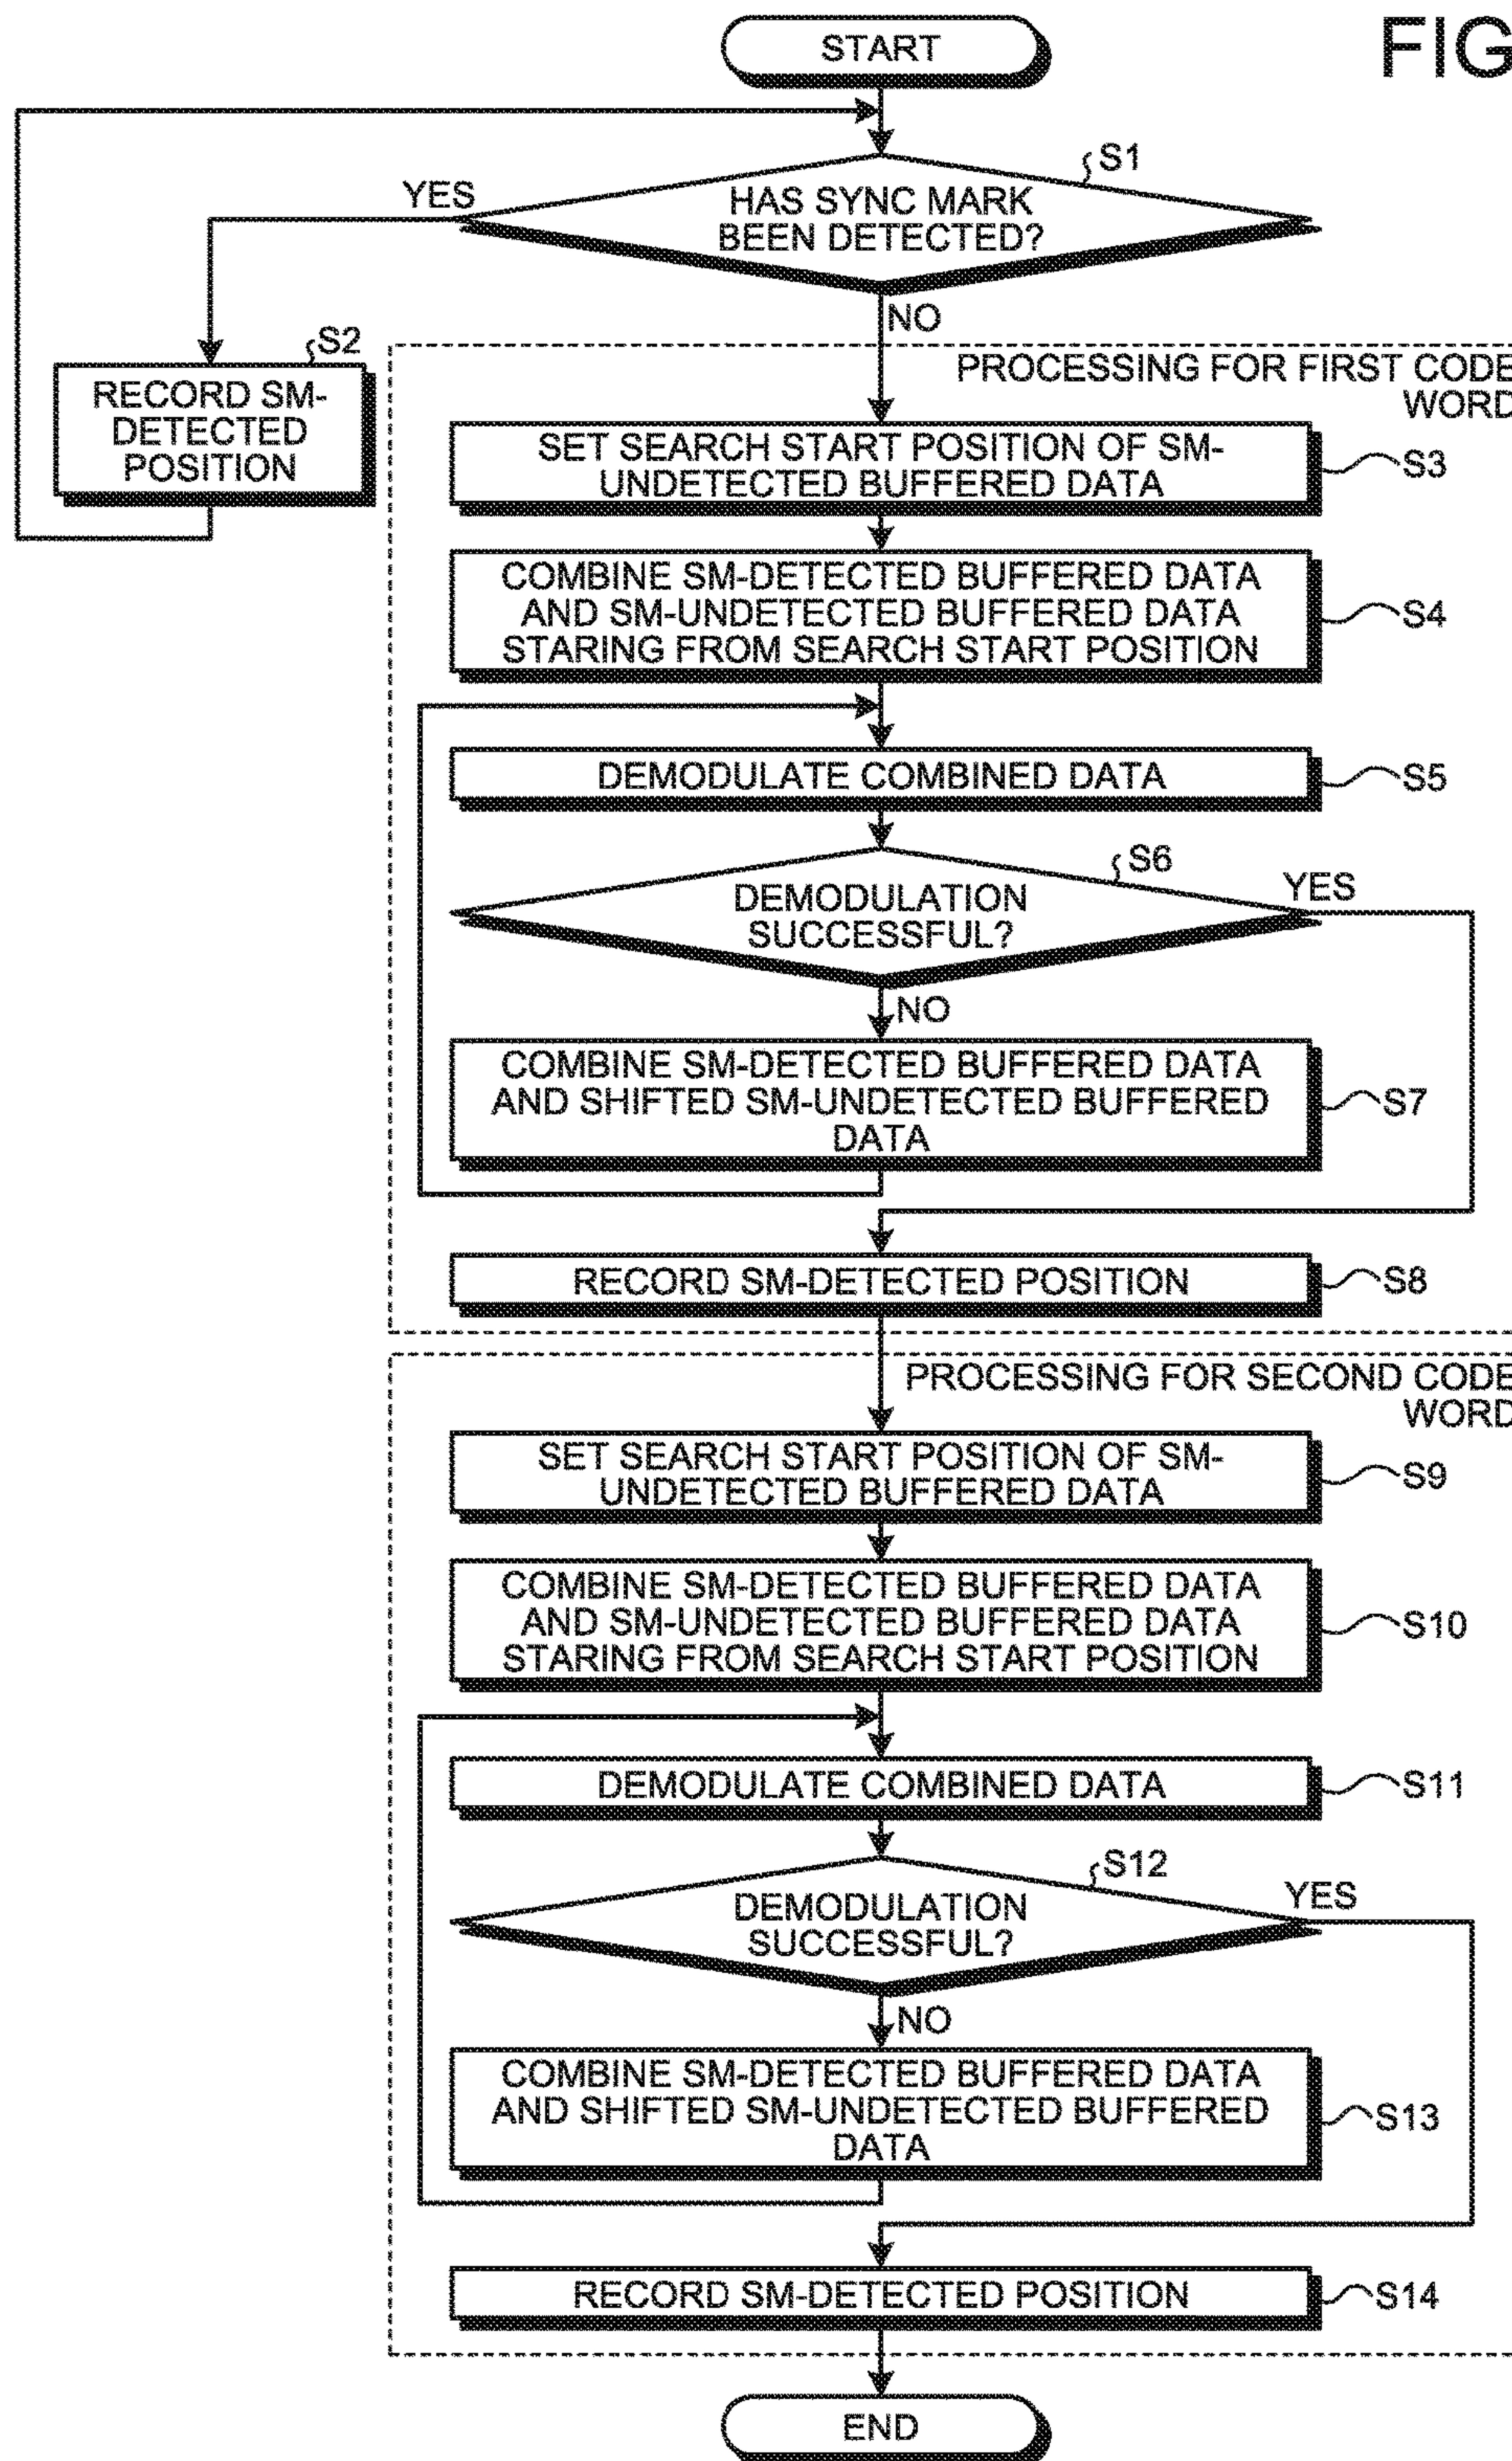 FIG
START
S1
YES
HAS SYNC MARK
BEEN DETECTED?
NO
S2
RECORD SM-
DETECTED
POSITION
PROCESSING FOR FIRST CODE
WORD
SET SEARCH START POSITION OF SM-
UNDETECTED BUFFERED DATA
S3
COMBINE SM-DETECTED BUFFERED DATA
AND SM-UNDETECTED BUFFERED DATA
STARING FROM SEARCH START POSITION
S4
DEMODULATE COMBINED DATA
S5
S6
YES
DEMODULATION
SUCCESSFUL?
NO
COMBINE SM-DETECTED BUFFERED DATA
AND SHIFTED SM-UNDETECTED BUFFERED
DATA
S7
RECORD SM-DETECTED POSITION
S8
PROCESSING FOR SECOND CODE
WORD
SET SEARCH START POSITION OF SM-
UNDETECTED BUFFERED DATA
S9
COMBINE SM-DETECTED BUFFERED DATA
AND SM-UNDETECTED BUFFERED DATA
STARING FROM SEARCH START POSITION
S10
DEMODULATE COMBINED DATA
S11
S12
YES
DEMODULATION
SUCCESSFUL?
NO
COMBINE SM-DETECTED BUFFERED DATA
AND SHIFTED SM-UNDETECTED BUFFERED
DATA
S13
RECORD SM-DETECTED POSITION
S14
END